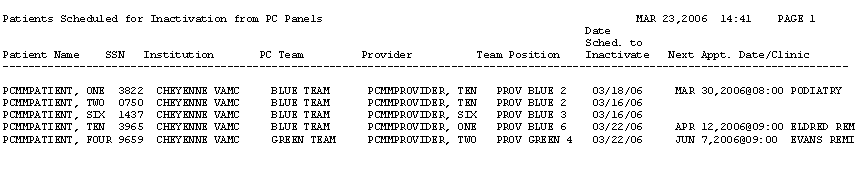 Patients Scheduled for Inactivation from PC Panels MAR 23,2006 14:41 PAGE 1
Date
Sched. to
Patient Name SSN Institution PC Team Provider Team Position Inactivate Next Appt. Date/Clinic
PCMMPATIENT, ONE 3822 CHEYENNE VAMC BLUE TEAM PCMMPROVIDER, TEN PROV BLUE 2 03/18/06 MAR 30,2006@08:00 PODIATRY
PCMMPATIENT, TWO 0750 CHEYENNE VAMC BLUE TEAM PCMMPROVIDER, TEN PROV BLUE 2 03/16/06
PCMMPATIENT, SIX 1437 CHEYENNE VAMC BLUE TEAM PCMMPROVIDER, SIX PROV BLUE 3 03/16/06
PCMMPATIENT, TEN 3965 CHEYENNE VAMC BLUE TEAM PCMMPROVIDER, ONE PROV BLUE 6 03/22/06 APR 12,2006@09:00 ELDRED REM
PCMMPATIENT, FOUR 9659 CHEYENNE VAMC GREEN TEAM PCMMPROVIDER, TWO PROV GREEN 4 03/22/06 JUN 7,2006@09:00 EVANS REMI